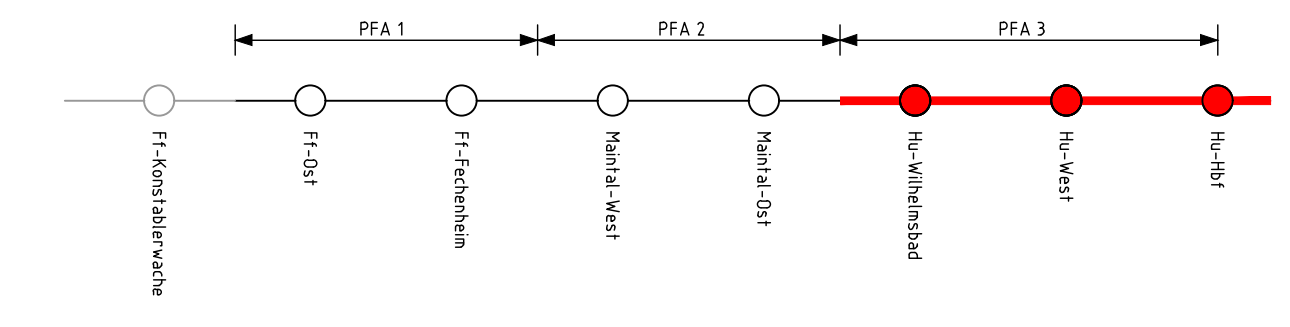 PFA 1
PFA 2
PFA 3
Ff-Konstablerwache
Ff-Ost
Ff-Fechenheim
Maintal-West
Maintal-Ost
Hu-Wilhelmsbad
Hu-West
Hu-Hbf